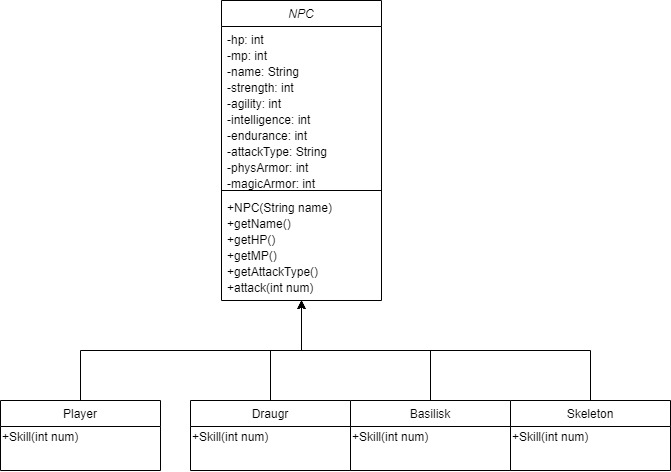 NPC
-hp: int
-mp: int
-name: String
-strength: int
-agility: int
-intelligence: int
-endurance: int
-attackType: String
-physArmor: int
-magicArmor: int
+NPC(String name)
+getName()
+getHP()
+getMP()
+getAttackType()
+attack(int num)
Player
Draugr
Basilisk
Skeleton
+Skill(int num)
+Skill(int num)
+Skill(int num)
+Skill(int num)